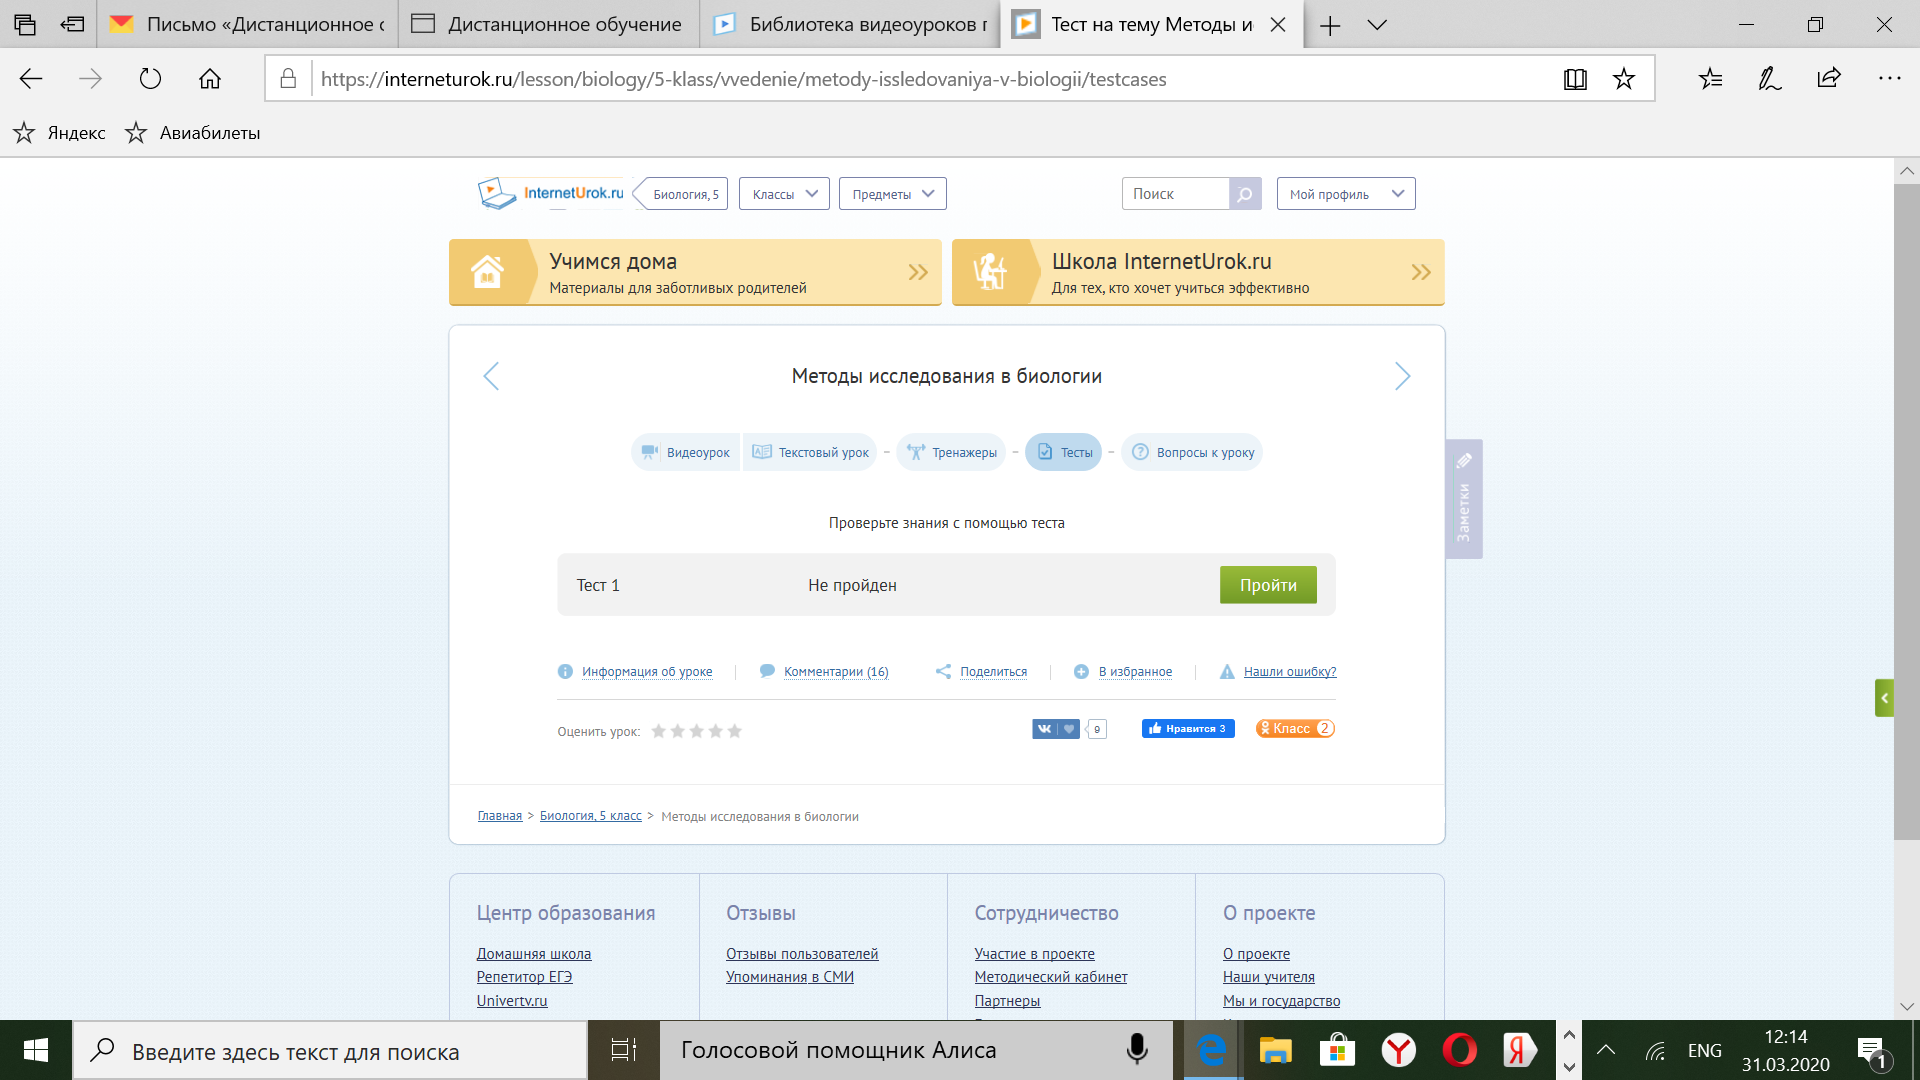 Письмо «Дистанционное с
Дистанционное обучение
Библиотека видеоуроков п
Тест на тему Методы ис
https://interneturok.ru/lesson/biology/5-klass/vvedenie/metody-issledovaniya-v-biologii/testcases
Яндекс
Авиабилеты
InternetUrok.ru
Биология, 5
Классы
Предметы
Поиск
Мой профиль
Учимся дома
Материалы для заботливых родителей
Школа InternetUrok.ru
Для тех, кто хочет учиться эффективно
Методы исследования в биологии
Видеоурок
Текстовый урок
Тренажеры
Тесты
Вопросы к уроку
Заметки
Проверьте знания с помощью теста
Тест 1
Не пройден
Пройти
Информация об уроке
Комментарии (16)
Поделиться
В избранное
Нашли ошибку?
Оценить урок:
9
Нравится 3
Класс 2
Главная > Биология, 5 класс > Методы исследования в биологии
Центр образования
Домашняя школа
Репетитор ЕГЭ
Univertv.ru
Отзывы
Отзывы пользователей
Упоминания в СМИ
Сотрудничество
Участие в проекте
Методический кабинет
Партнеры
О проекте
О проекте
Наши учителя
Мы и государство
Введите здесь текст для поиска
Голосовой помощник Алиса
ENG
12:14
31.03.2020
1